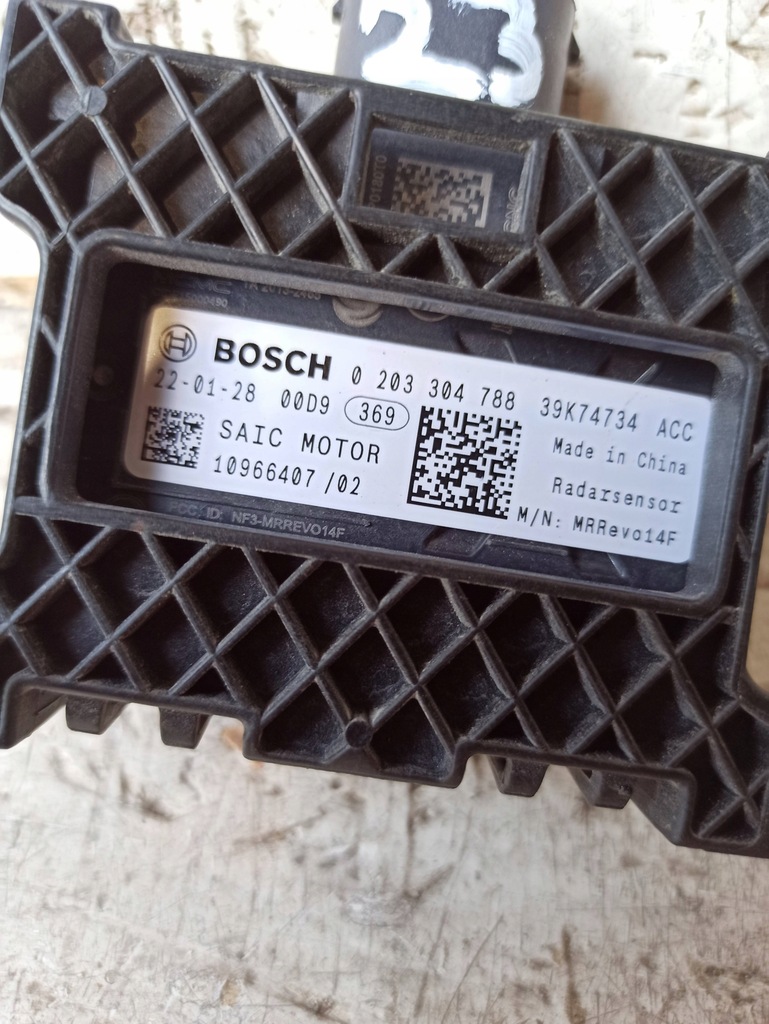 23
BOSCH 0 203 304 788 39K74734 ACC
22-01-28 00D9 369 Made in China
SAIC MOTOR Radarsensor
10966407 /02 M/N: MRRevo14F
FCC ID: NF3-MRREVO14F